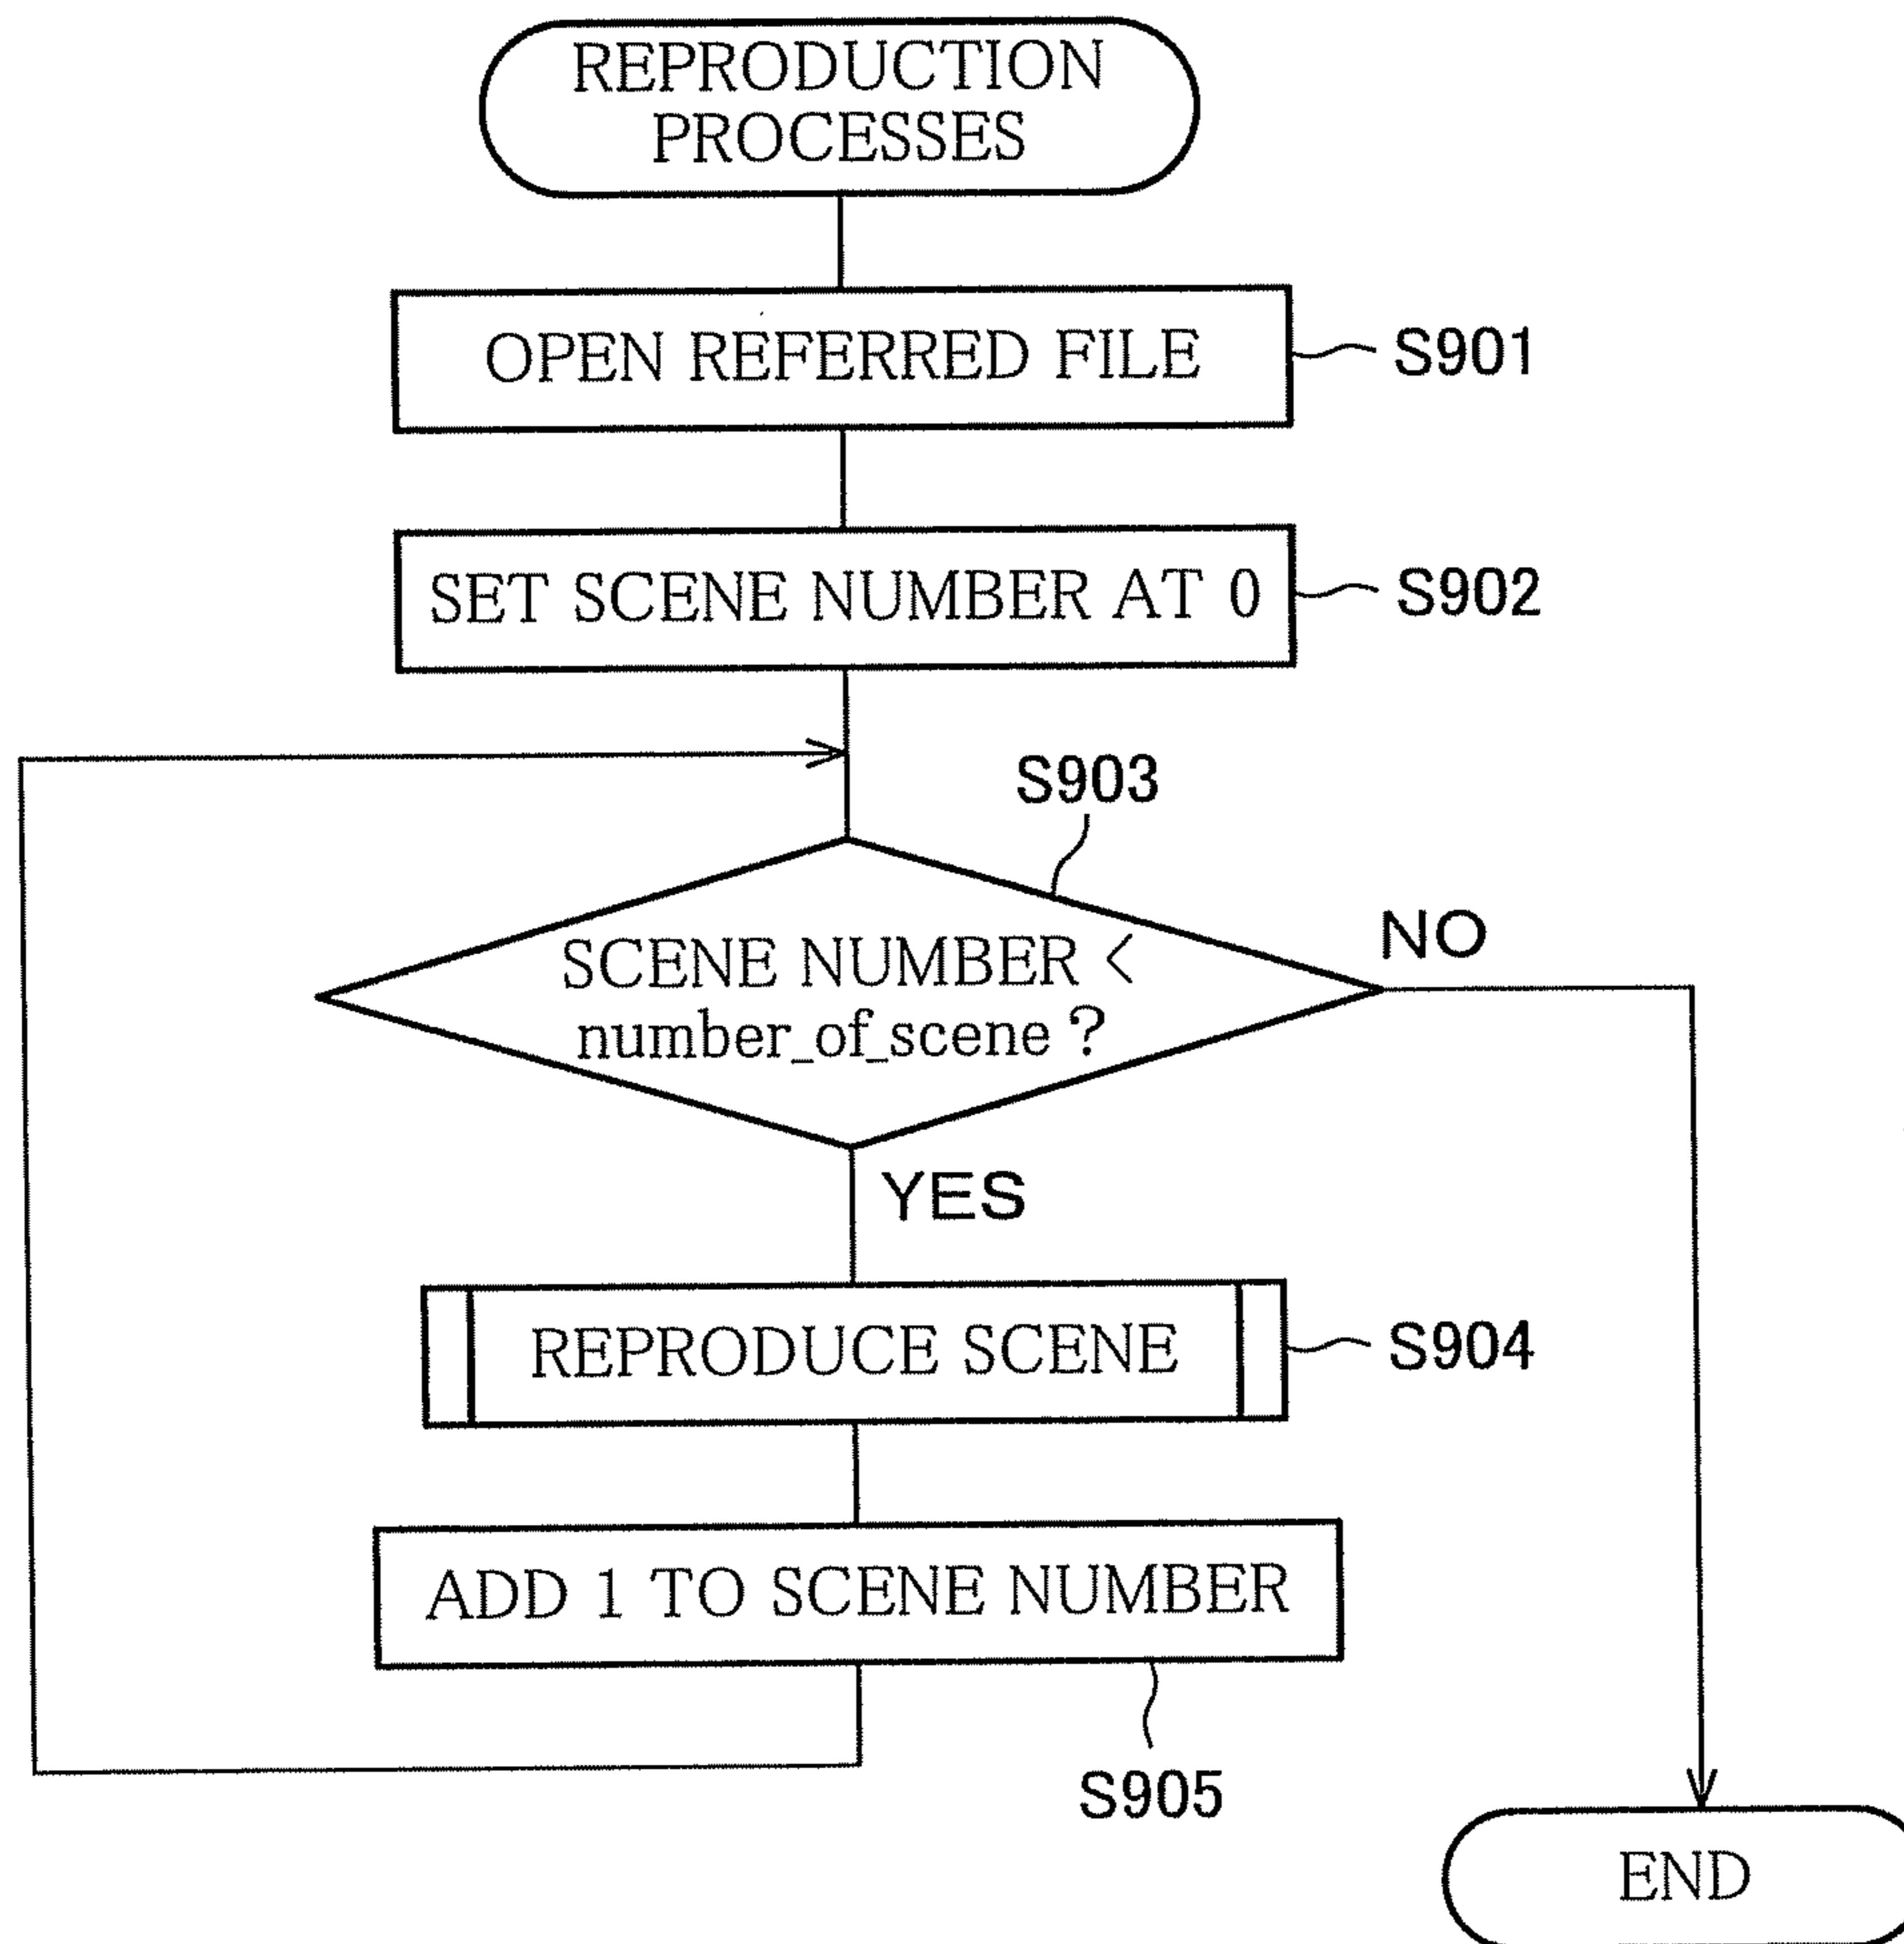 REPRODUCTION
PROCESSES
OPEN REFERRED FILE
S901
SET SCENE NUMBER AT 0
S902
S903
SCENE NUMBER <
number_of_scene ?
NO
YES
REPRODUCE SCENE
S904
ADD 1 TO SCENE NUMBER
S905
END